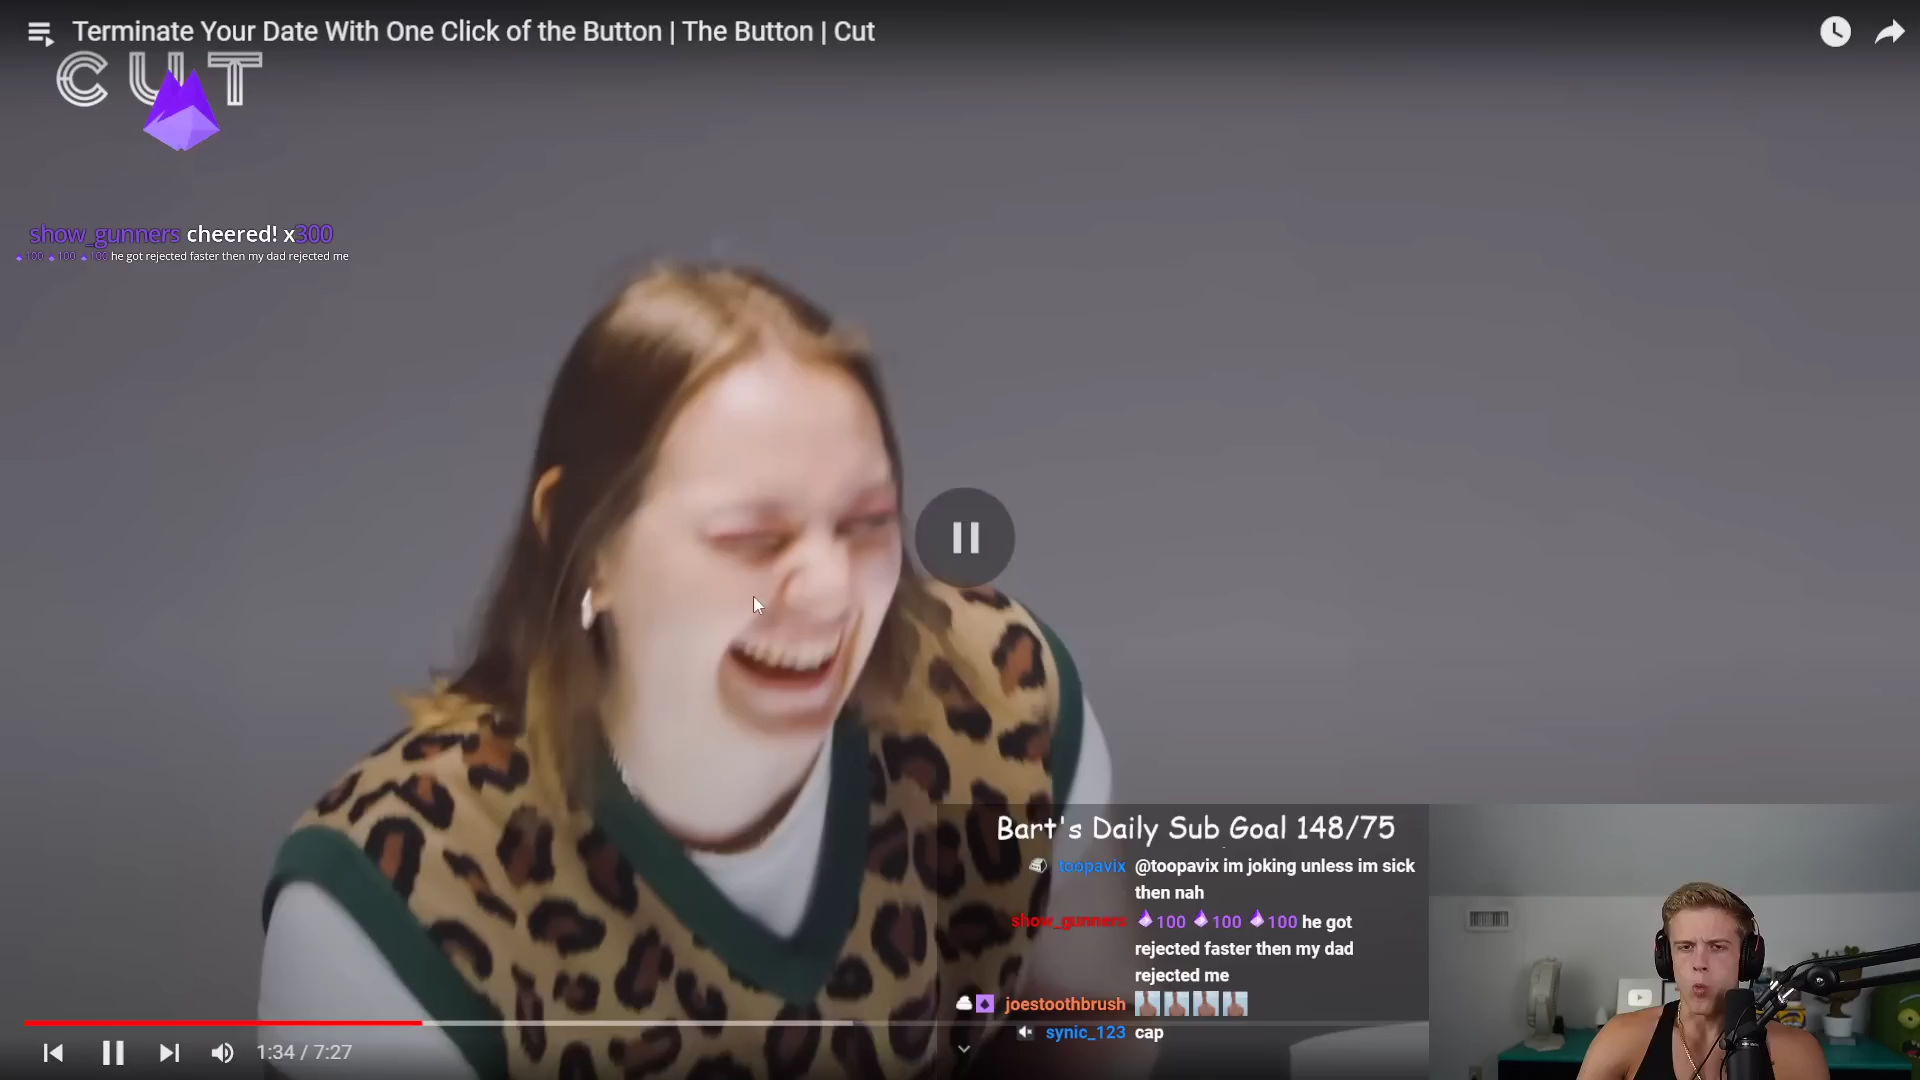 Terminate Your Date With One Click of the Button | The Button | Cut
CUT
show_gunners cheered! x300
100 100 100 he got rejected faster then my dad rejected me
Bart's Daily Sub Goal 148/75
toopavix @toopavix im joking unless im sick
then nah
show_gunners 100 100 100 he got
rejected faster then my dad
rejected me
joestoothbrush
synic_123 cap
1:34 / 7:27